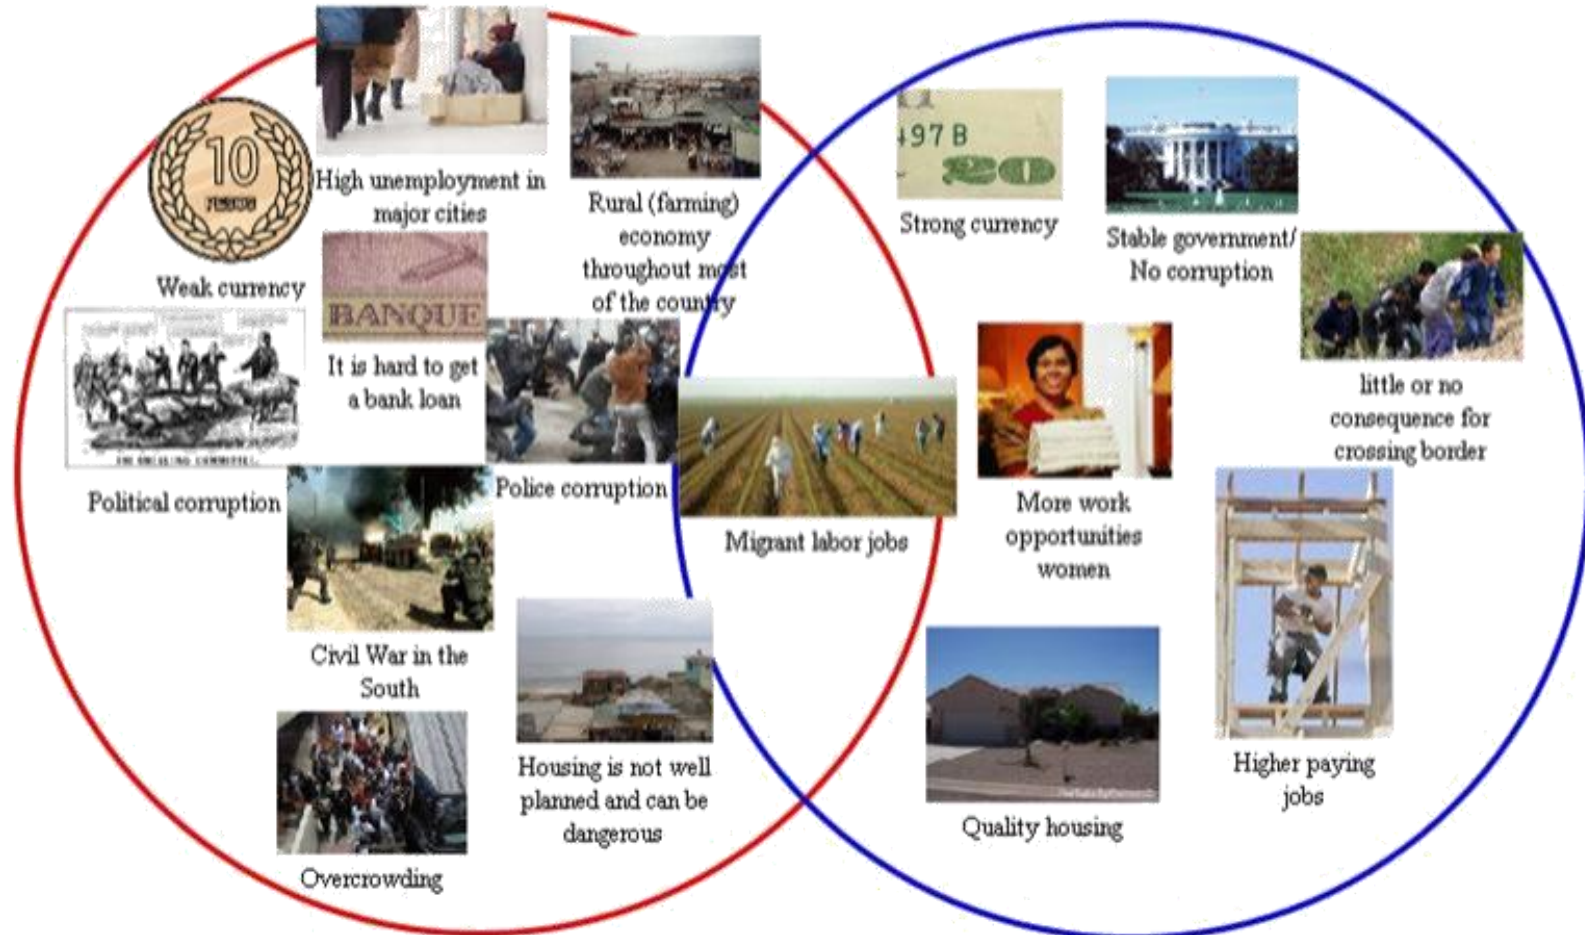 High unemployment in
major cities
10
Weak currency
Rural (farming)
economy
throughout most
of the country
BANQUE
It is hard to get
a bank loan
Political corruption
Police corruption
Civil War in the
South
Housing is not well
planned and can be
dangerous
Overcrowding
Migrant labor jobs
497 B
20
Strong currency
Stable government/
No corruption
little or no
consequence for
crossing border
More work
opportunities
women
Higher paying
jobs
Quality housing